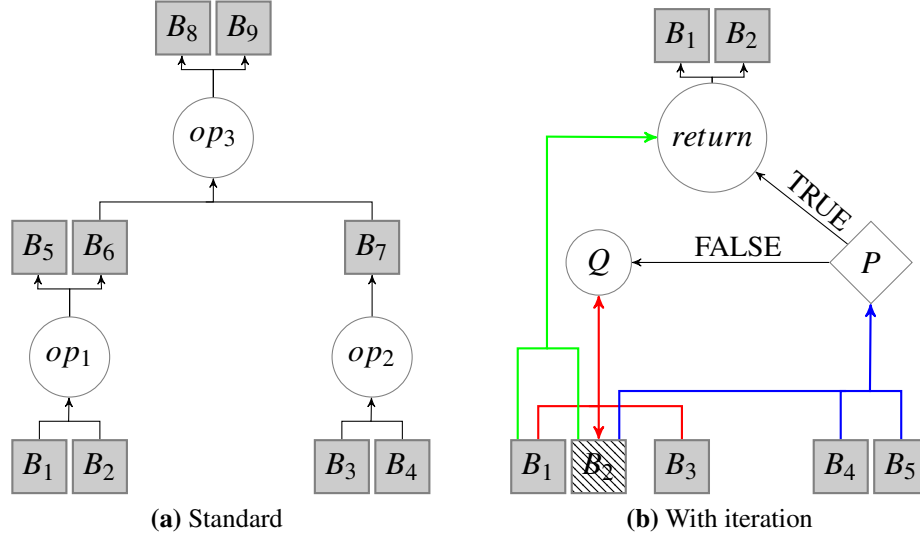 B₈ B₉
op₃
B₅ B₆ B₇
op₁ op₂
B₁ B₂ B₃ B₄
(a) Standard
B₁ B₂
return
TRUE
Q FALSE P
B₁ B₂ B₃ B₄ B₅
(b) With iteration